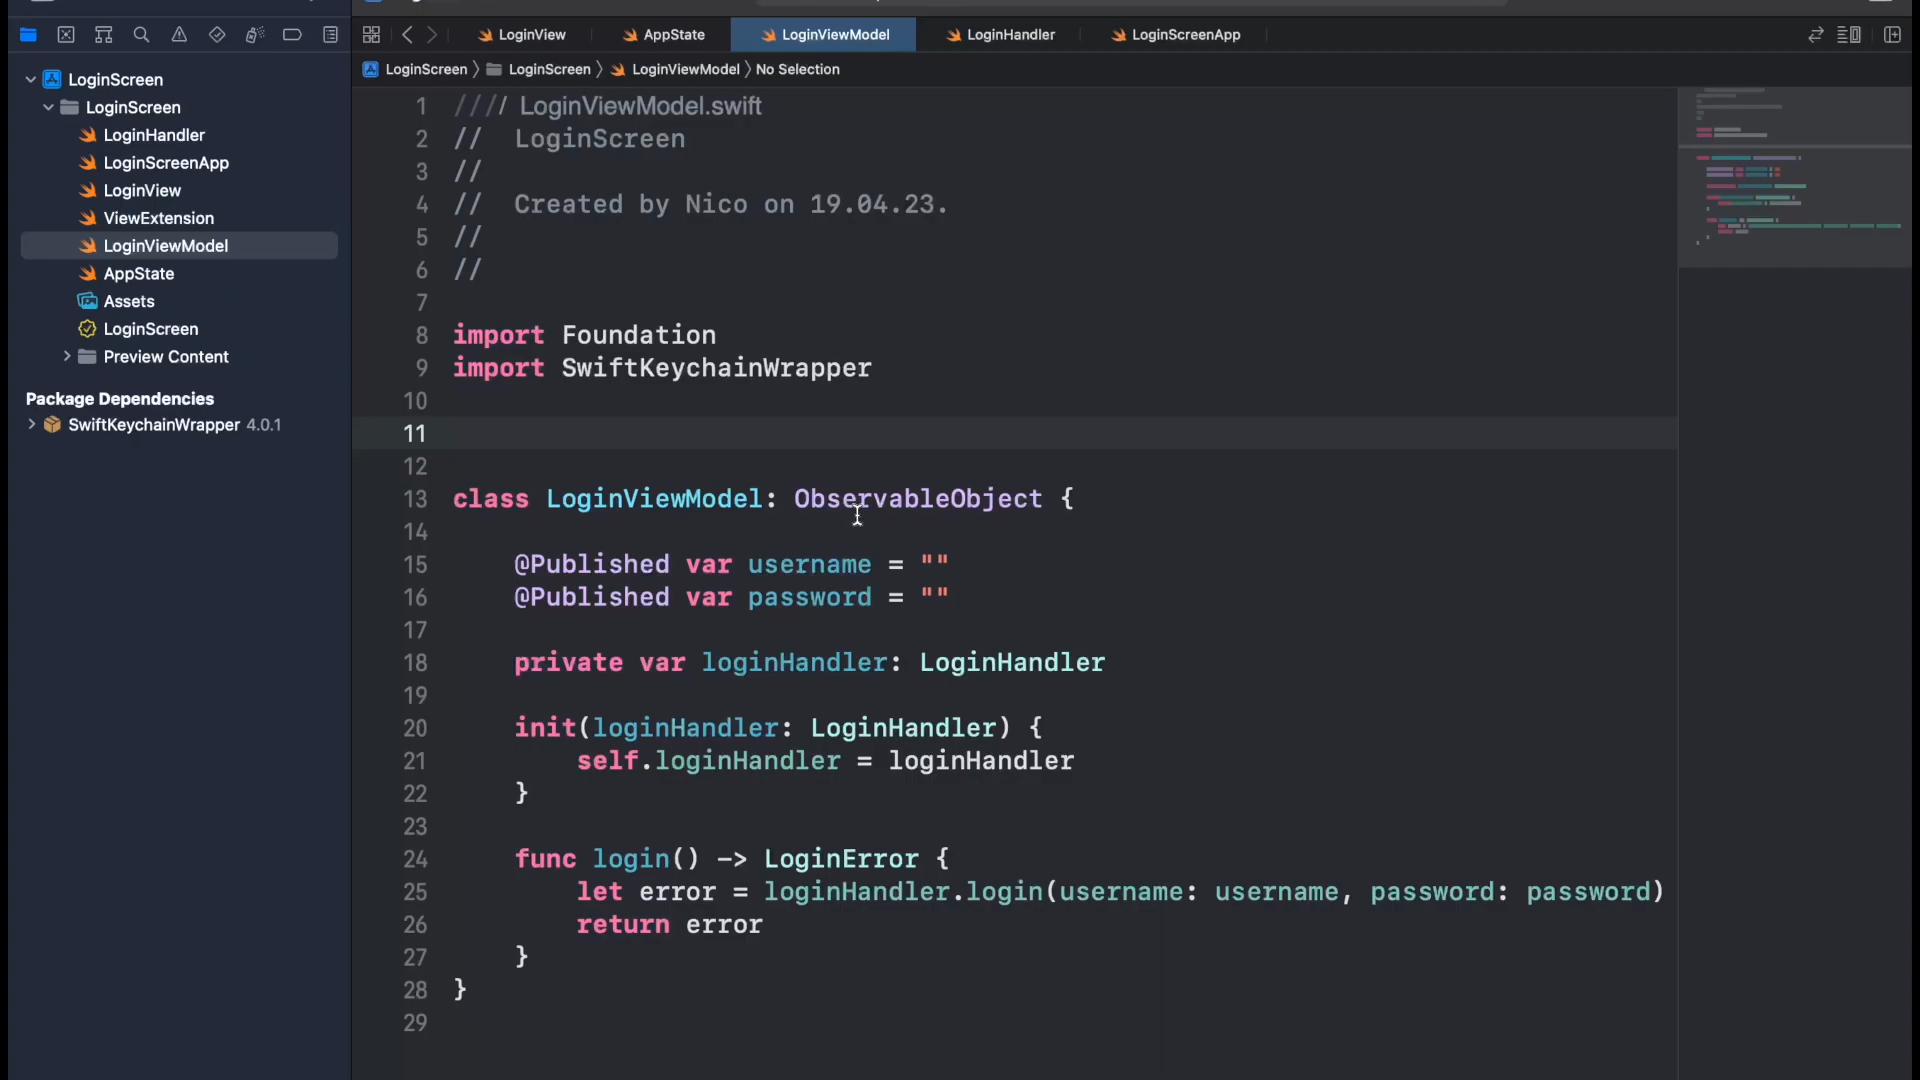 LoginView
AppState
LoginViewModel
LoginHandler
LoginScreenApp
LoginScreen
LoginScreen
LoginHandler
LoginScreenApp
LoginView
ViewExtension
LoginViewModel
AppState
Assets
LoginScreen
Preview Content
Package Dependencies
SwiftKeychainWrapper 4.0.1
LoginScreen 〉 LoginScreen 〉 LoginViewModel 〉 No Selection
1 //// LoginViewModel.swift
2 // LoginScreen
3 //
4 // Created by Nico on 19.04.23.
5 //
6 //
7
8 import Foundation
9 import SwiftKeychainWrapper
10
11
12
13 class LoginViewModel: ObservableObject {
14
15 @Published var username = ""
16 @Published var password = ""
17
18 private var loginHandler: LoginHandler
19
20 init(loginHandler: LoginHandler) {
21 self.loginHandler = loginHandler
22 }
23
24 func login() -> LoginError {
25 let error = loginHandler.login(username: username, password: password)
26 return error
27 }
28 }
29